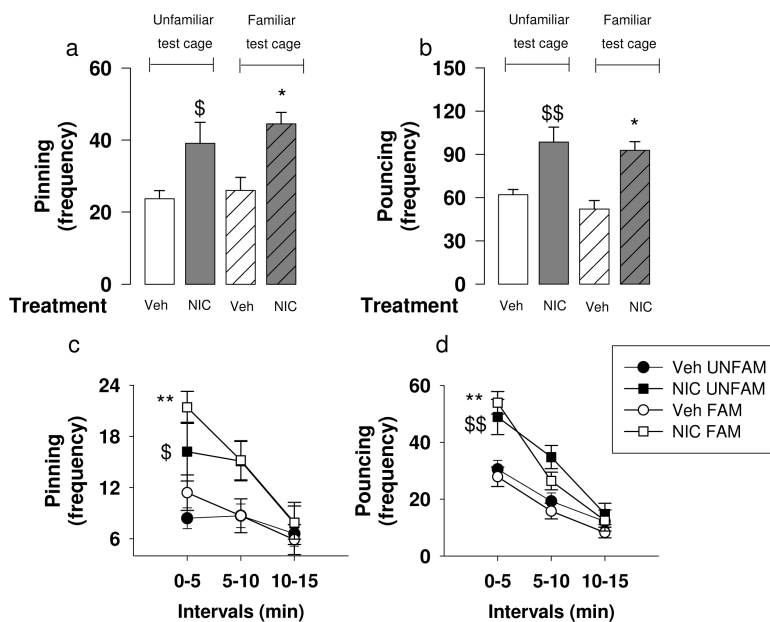 a
Unfamiliar
test cage
Familiar
test cage
60
40
20
0
Pinning
(frequency)
$
*
Treatment
Veh
NIC
Veh
NIC
b
Unfamiliar
test cage
Familiar
test cage
150
120
90
60
30
0
Pouncing
(frequency)
$$
*
Treatment
Veh
NIC
Veh
NIC
c
24
18
12
6
Pinning
(frequency)
**
$
0-5
5-10
10-15
Intervals (min)
d
60
40
20
0
Pouncing
(frequency)
**
$$
0-5
5-10
10-15
Intervals (min)
Veh UNFAM
NIC UNFAM
Veh FAM
NIC FAM